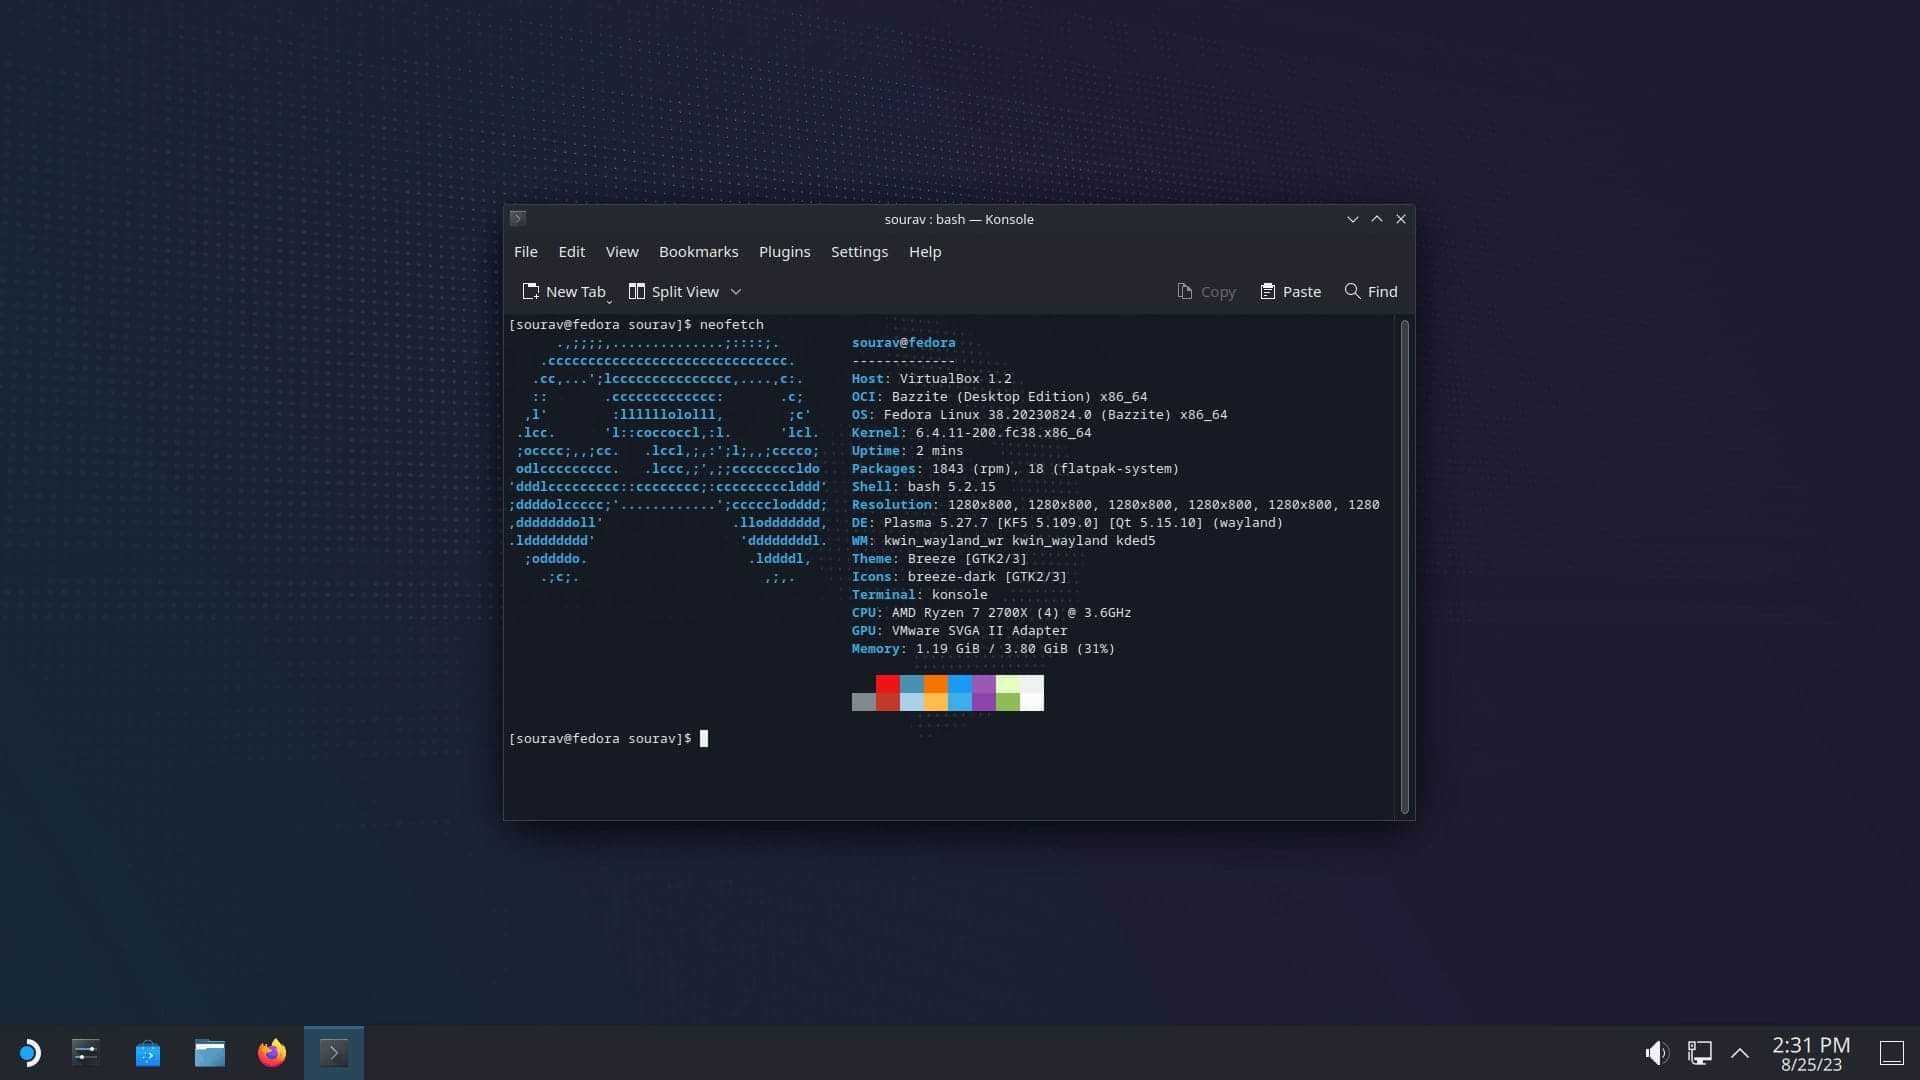 sourav : bash — Konsole
File Edit View Bookmarks Plugins Settings Help
New Tab Split View Copy Paste Find
[sourav@fedora sourav]$ neofetch
sourav@fedora
-------------
Host: VirtualBox 1.2
OCI: Bazzite (Desktop Edition) x86_64
OS: Fedora Linux 38.20230824.0 (Bazzite) x86_64
Kernel: 6.4.11-200.fc38.x86_64
Uptime: 2 mins
Packages: 1843 (rpm), 18 (flatpak-system)
Shell: bash 5.2.15
Resolution: 1280x800, 1280x800, 1280x800, 1280x800, 1280x800, 1280
DE: Plasma 5.27.7 [KF5 5.109.0] [Qt 5.15.10] (wayland)
WM: kwin_wayland_wr kwin_wayland kded5
Theme: Breeze [GTK2/3]
Icons: breeze-dark [GTK2/3]
Terminal: konsole
CPU: AMD Ryzen 7 2700X (4) @ 3.6GHz
GPU: VMware SVGA II Adapter
Memory: 1.19 GiB / 3.80 GiB (31%)
[sourav@fedora sourav]$
2:31 PM
8/25/23